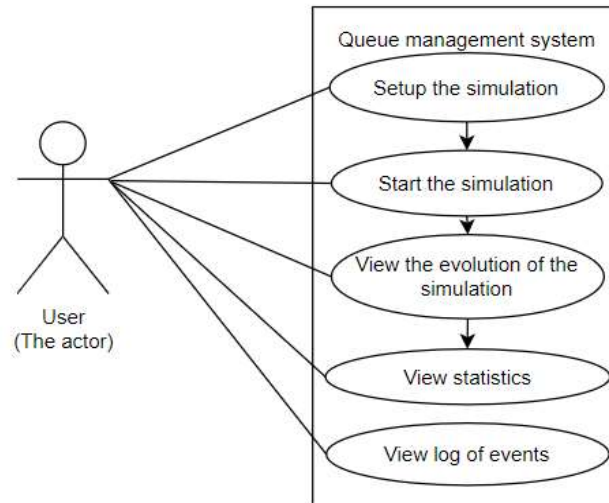 Queue management system
Setup the simulation
Start the simulation
View the evolution of the
simulation
User
(The actor)
View statistics
View log of events